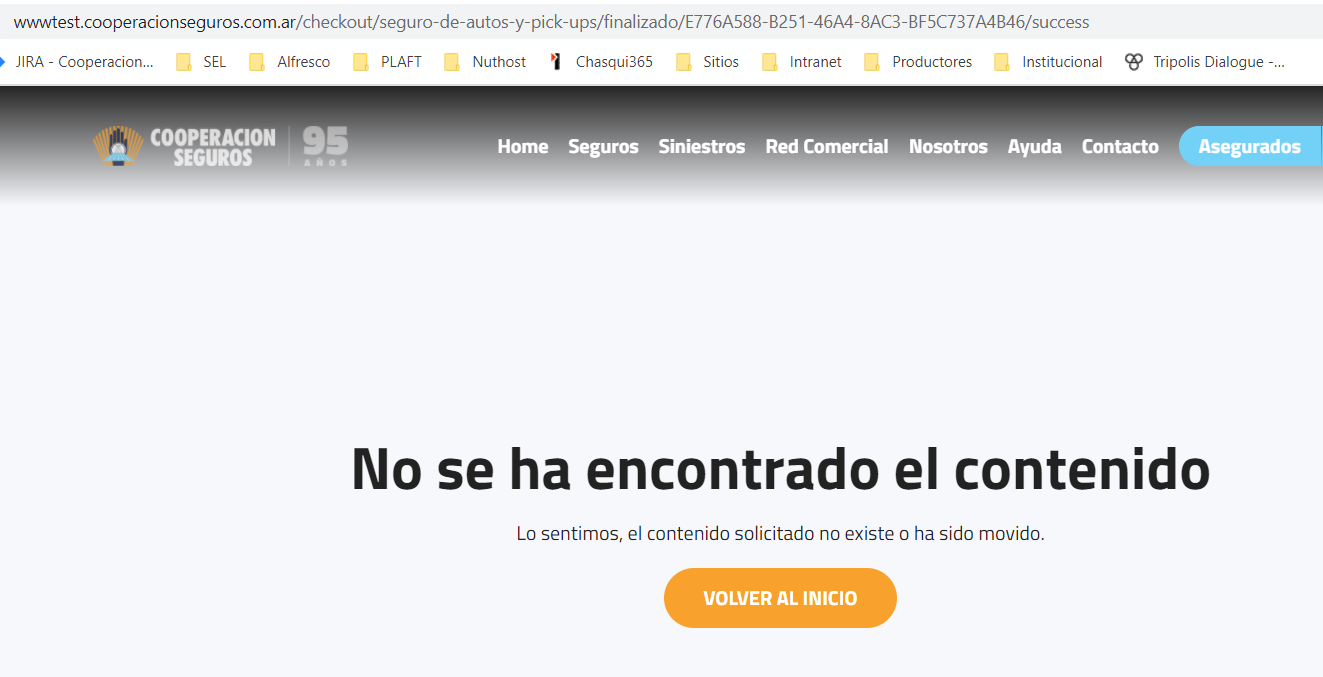 wwwtest.cooperacionseguros.com.ar/checkout/seguro-de-autos-y-pick-ups/finalizado/E776A588-B251-46A4-8AC3-BF5C737A4B46/success
JIRA - Cooperacion... SEL Alfresco PLAFT Nuthost Chasqui365 Sitios Intranet Productores Institucional Tripolis Dialogue -...
COOPERACION
SEGUROS
95
AÑOS
Home Seguros Siniestros Red Comercial Nosotros Ayuda Contacto Asegurados
No se ha encontrado el contenido
Lo sentimos, el contenido solicitado no existe o ha sido movido.
VOLVER AL INICIO